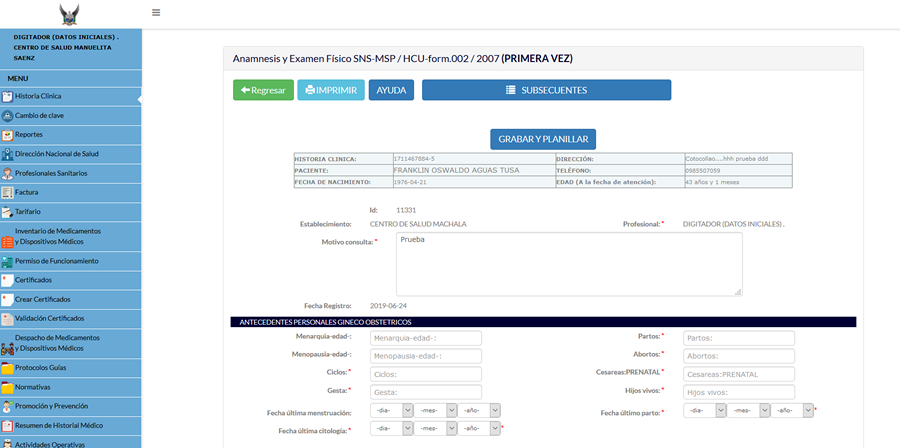 DIGITADOR (DATOS INICIALES) .
CENTRO DE SALUD MANUELITA
SAENZ
MENU
Historia Clinica
Cambio de clave
Reportes
Dirección Nacional de Salud
Profesionales Sanitarios
Factura
Tarifario
Inventario de Medicamentos
y Dispositivos Médicos
Permiso de Funcionamiento
Certificados
Crear Certificados
Validación Certificados
Despacho de Medicamentos
y Dispositivos Médicos
Protocolos Guías
Normativas
Promoción y Prevención
Resumen de Historial Médico
Actividades Operativas
Anamnesis y Examen Físico SNS-MSP / HCU-form.002 / 2007 (PRIMERA VEZ)
Regresar IMPRIMIR AYUDA SUBSECUENTES
GRABAR Y PLANILLAR
HISTORIA CLINICA: 1711467884-5 DIRECCIÓN: Cotocollao....hhh prueba ddd
PACIENTE: FRANKLIN OSWALDO AGUAS TUSA TELÉFONO: 0985507059
FECHA DE NACIMIENTO: 1976-04-21 EDAD (A la fecha de atención): 43 años y 1 meses
Id: 11331
Establecimiento: CENTRO DE SALUD MACHALA Profesional: * DIGITADOR (DATOS INICIALES) .
Motivo consulta: * Prueba
Fecha Registro: 2019-06-24
ANTECEDENTES PERSONALES GINECO OBSTETRICOS
Menarquia-edad-: Menarquia-edad-: Partos: * Partos:
Menopausia-edad-: Menopausia-edad-: Abortos: * Abortos:
Ciclos: * Ciclos: Cesareas:PRENATAL * Cesareas:PRENATAL
Gesta: * Gesta: Hijos vivos: * Hijos vivos:
Fecha última menstruación: -dia- -mes- -año- Fecha último parto: * -dia- -mes- -año- *
Fecha última citología: * -dia- -mes- -año- *